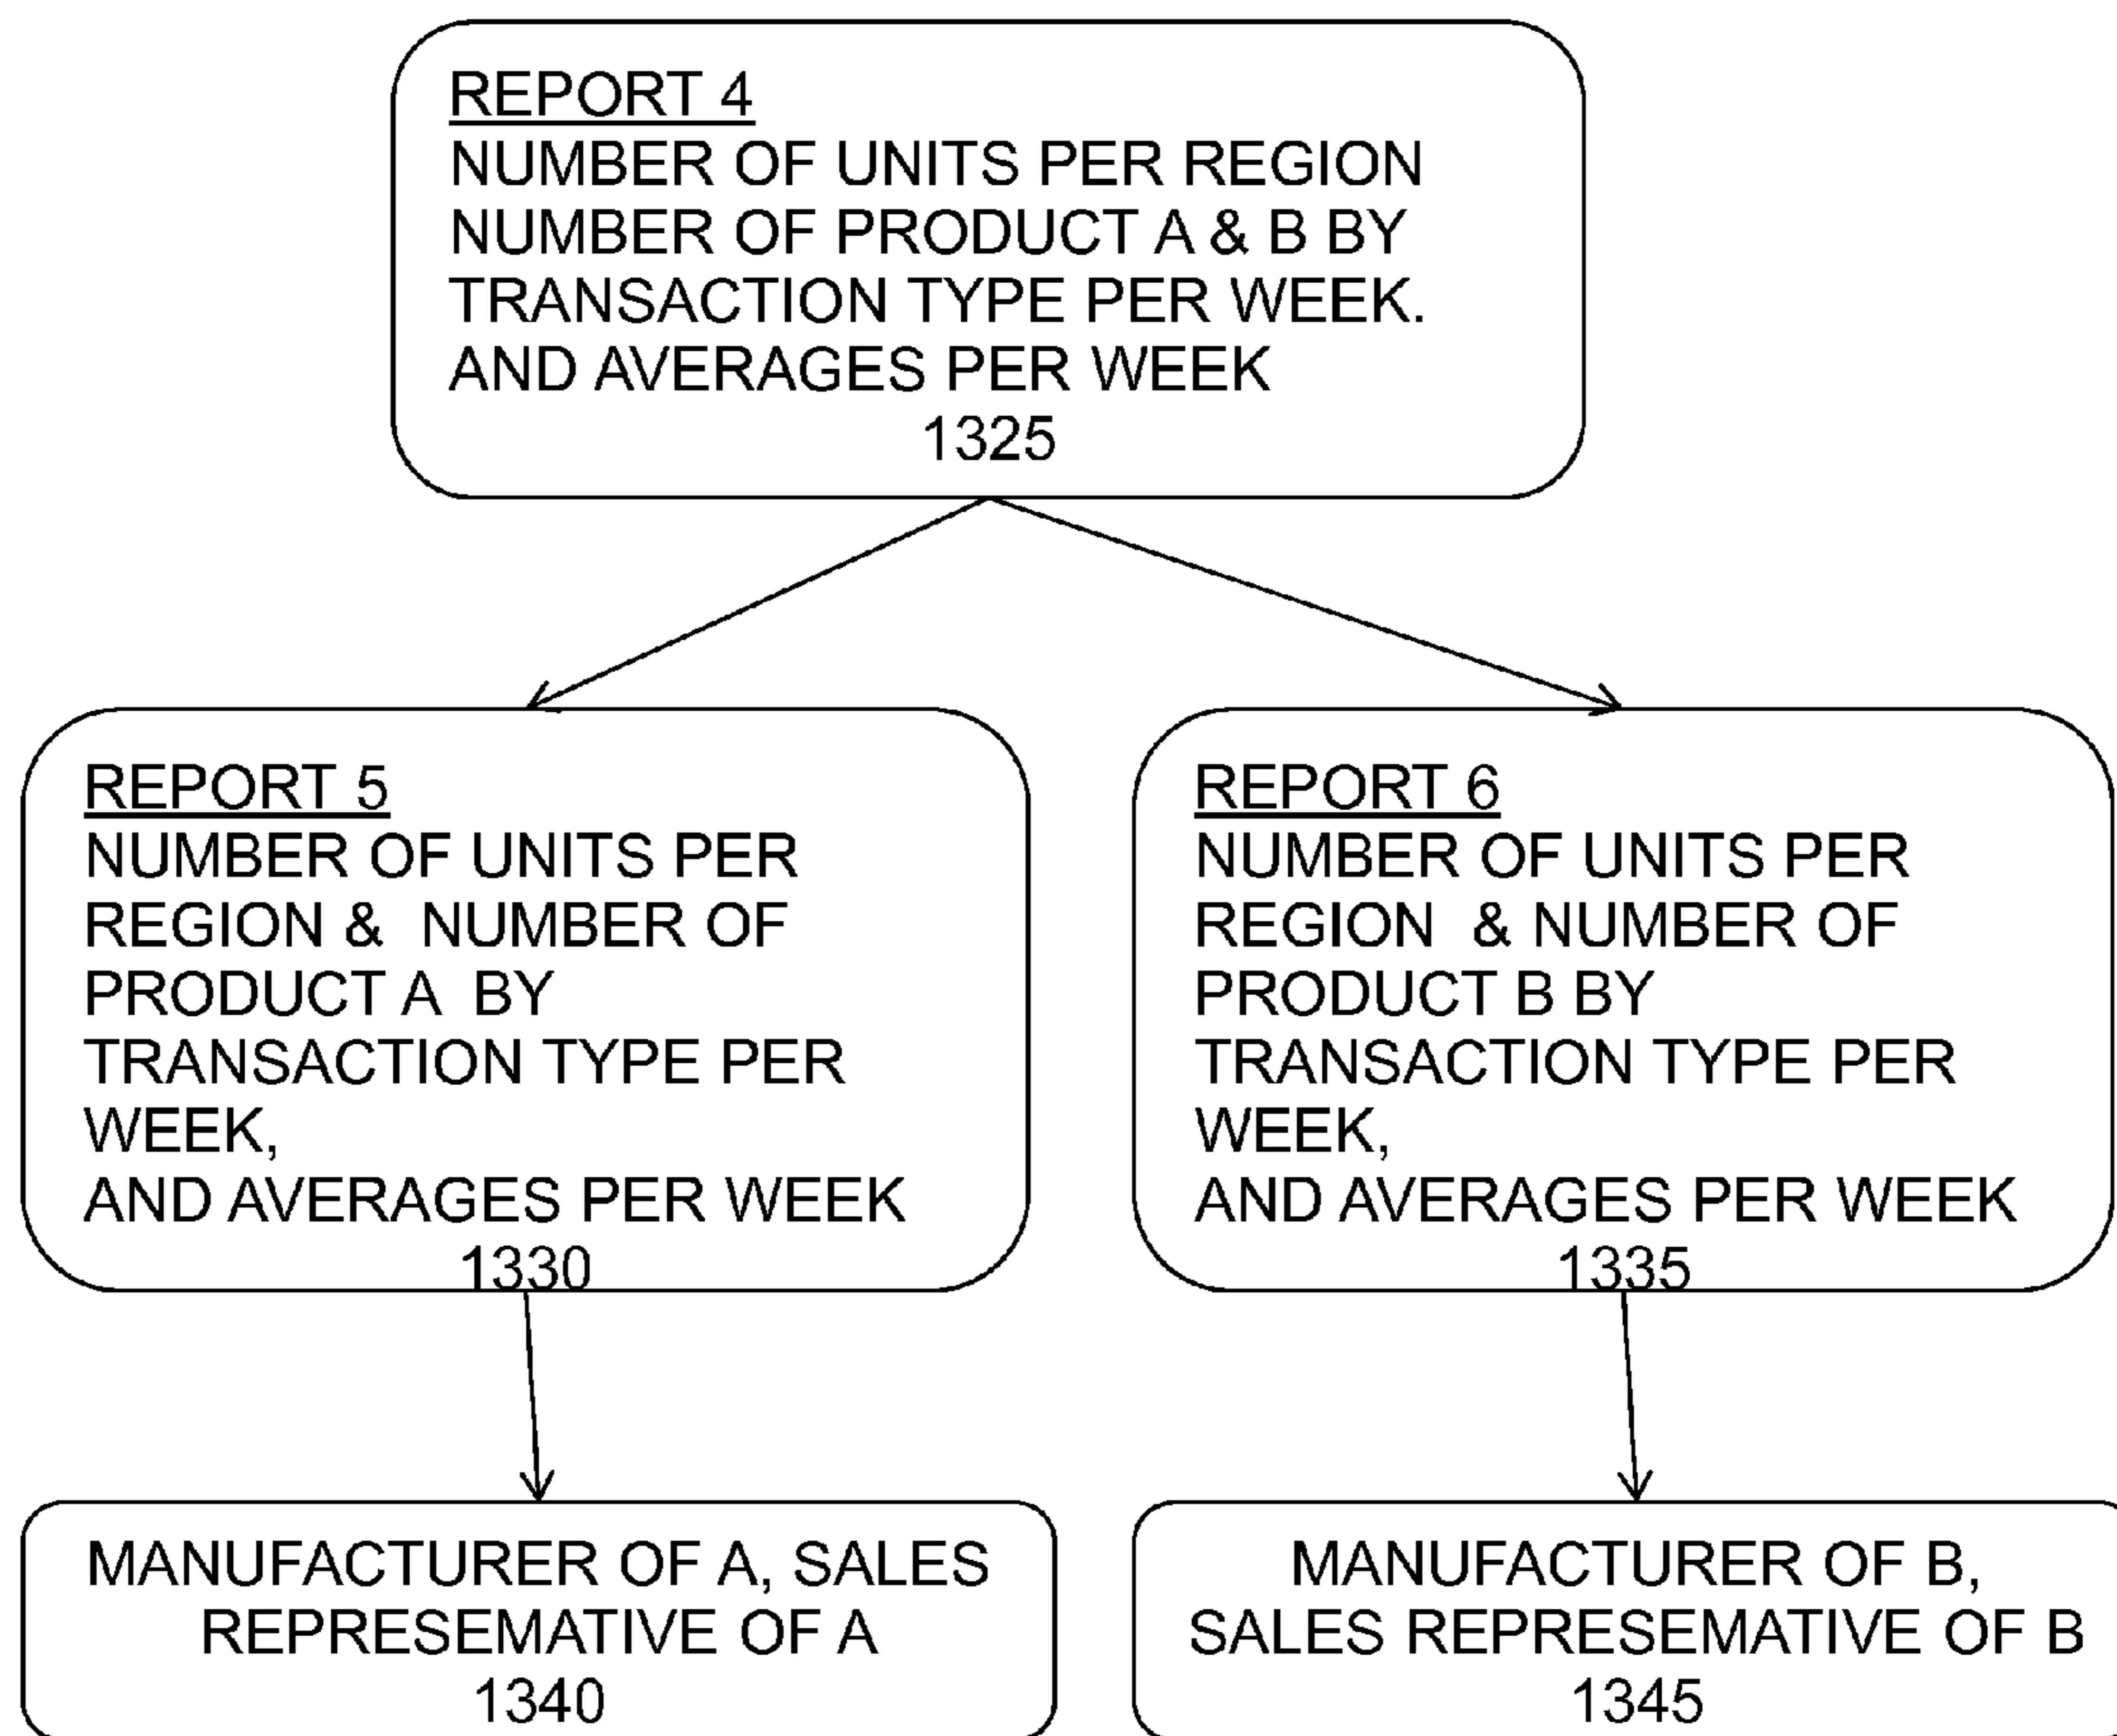 REPORT 4
NUMBER OF UNITS PER REGION
NUMBER OF PRODUCT A & B BY
TRANSACTION TYPE PER WEEK.
AND AVERAGES PER WEEK
1325
REPORT 5
NUMBER OF UNITS PER
REGION & NUMBER OF
PRODUCT A BY
TRANSACTION TYPE PER
WEEK,
AND AVERAGES PER WEEK
1330
REPORT 6
NUMBER OF UNITS PER
REGION & NUMBER OF
PRODUCT B BY
TRANSACTION TYPE PER
WEEK,
AND AVERAGES PER WEEK
1335
MANUFACTURER OF A, SALES
REPRESEMATIVE OF A
1340
MANUFACTURER OF B,
SALES REPRESEMATIVE OF B
1345